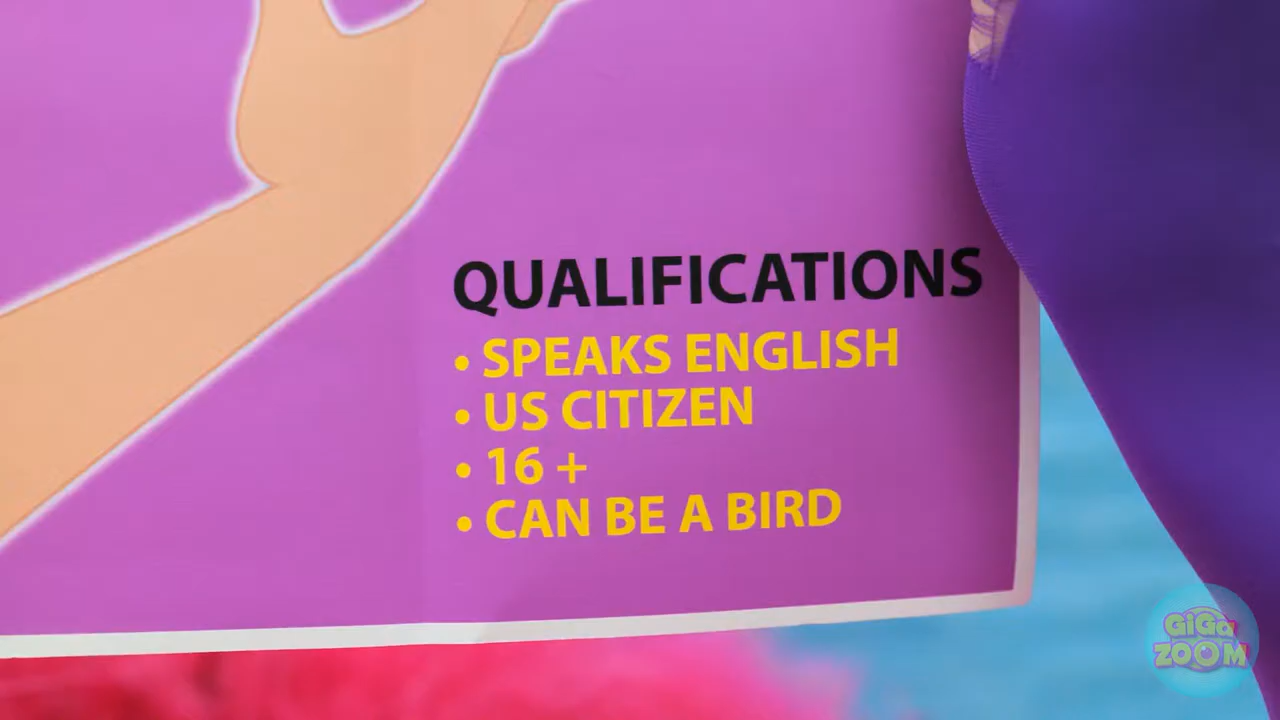 QUALIFICATIONS
• SPEAKS ENGLISH
• US CITIZEN
• 16 +
• CAN BE A BIRD
GiGa
ZOOM